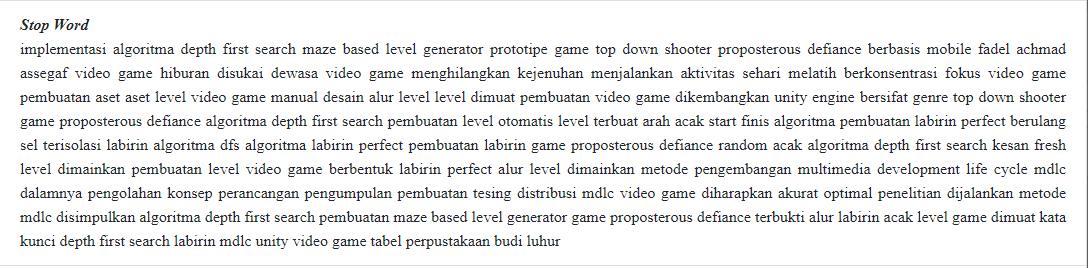 Stop Word
implementasi algoritma depth first search maze based level generator prototipe game top down shooter proposterous defiance berbasis mobile fadel achmad
assegaf video game hiburan disukai dewasa video game menghilangkan kejenuhan menjalankan aktivitas sehari melatih berkonsentrasi fokus video game
pembuatan aset aset level video game manual desain alur level level dimuat pembuatan video game dikembangkan unity engine bersifat genre top down shooter
game proposterous defiance algoritma depth first search pembuatan level otomatis level terbuat arah acak start finis algoritma pembuatan labirin perfect berulang
sel terisolasi labirin algoritma dfs algoritma labirin perfect pembuatan labirin game proposterous defiance random acak algoritma depth first search kesan fresh
level dimainkan pembuatan level video game berbentuk labirin perfect alur level dimainkan metode pengembangan multimedia development life cycle mdlc
dalamnya pengolahan konsep perancangan pengumpulan pembuatan tesing distribusi mdlc video game diharapkan akurat optimal penelitian dijalankan metode
mdlc disimpulkan algoritma depth first search pembuatan maze based level generator game proposterous defiance terbukti alur labirin acak level game dimuat kata
kunci depth first search labirin mdlc unity video game tabel perpustakaan budi luhur